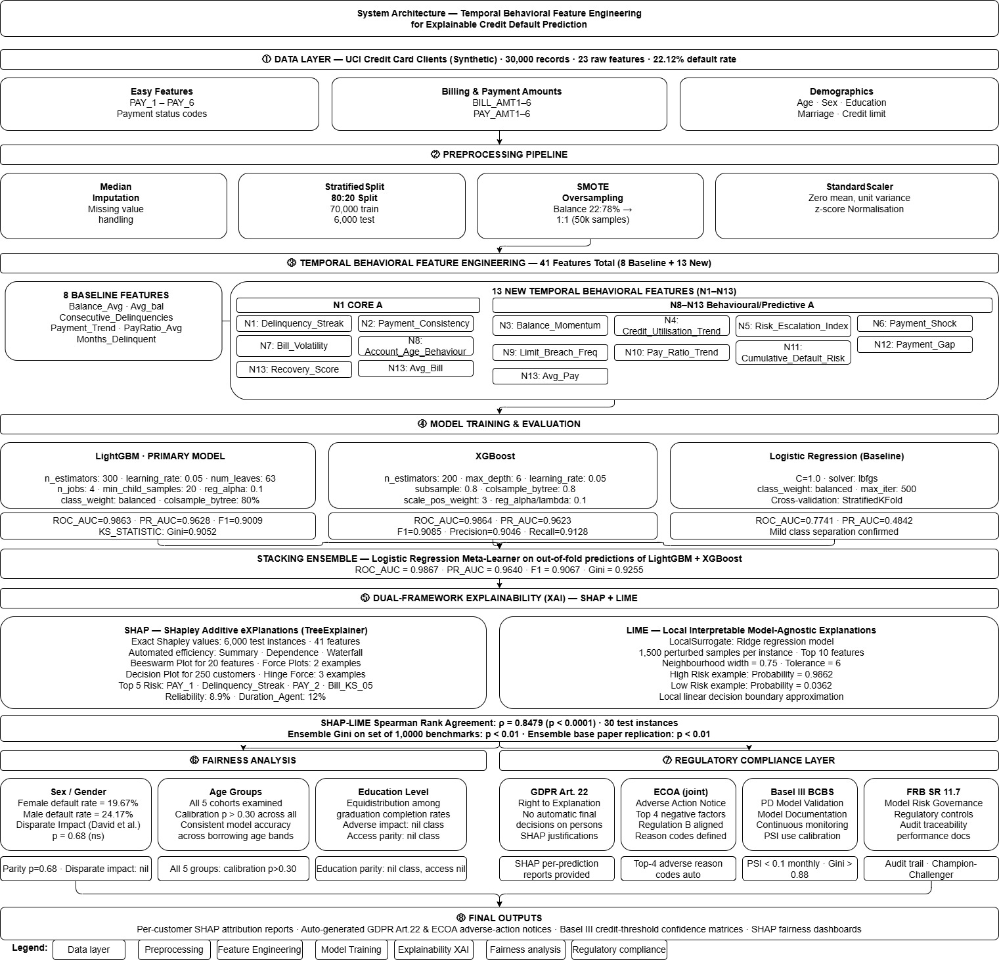 System Architecture — Temporal Behavioral Feature Engineering
for Explainable Credit Default Prediction
① DATA LAYER — UCI Credit Card Clients (Synthetic) · 30,000 records · 23 raw features · 22.12% default rate
Easy Features
PAY_1 – PAY_6
Payment status codes
Billing & Payment Amounts
BILL_AMT1–6
PAY_AMT1–6
Demographics
Age · Sex · Education
Marriage · Credit limit
② PREPROCESSING PIPELINE
Median
Imputation
Missing value
handling
StratifiedSplit
80:20 Split
70,000 train
6,000 test
SMOTE
Oversampling
Balance 22:78% →
1:1 (50k samples)
StandardScaler
Zero mean, unit variance
z-score Normalisation
③ TEMPORAL BEHAVIORAL FEATURE ENGINEERING — 41 Features Total (8 Baseline + 13 New)
8 BASELINE FEATURES
Balance_Avg · Avg_bal
Consecutive_Delinquencies
Payment_Trend · PayRatio_Avg
Months_Delinquent
13 NEW TEMPORAL BEHAVIORAL FEATURES (N1–N13)
N1 CORE A
N1: Delinquency_Streak
N2: Payment_Consistency
N7: Bill_Volatility
N8:
Account_Age_Behaviour
N13: Recovery_Score
N13: Avg_Bill
N8–N13 Behavioural/Predictive A
N3: Balance_Momentum
N4:
Credit_Utilisation_Trend
N5: Risk_Escalation_Index
N6: Payment_Shock
N9: Limit_Breach_Freq
N10: Pay_Ratio_Trend
N11:
Cumulative_Default_Risk
N12: Payment_Gap
N13: Avg_Pay
④ MODEL TRAINING & EVALUATION
LightGBM · PRIMARY MODEL
n_estimators: 300 · learning_rate: 0.05 · num_leaves: 63
n_jobs: 4 · min_child_samples: 20 · reg_alpha: 0.1
class_weight: balanced · colsample_bytree: 80%
XGBoost
n_estimators: 200 · max_depth: 6 · learning_rate: 0.05
subsample: 0.8 · colsample_bytree: 0.8
scale_pos_weight: 3 · reg_alpha/lambda: 0.1
Logistic Regression (Baseline)
C=1.0 · solver: lbfgs
class_weight: balanced · max_iter: 500
Cross-validation: StratifiedKFold
ROC_AUC=0.9863 · PR_AUC=0.9628 · F1=0.9009
KS_STATISTIC: Gini=0.9052
ROC_AUC=0.9864 · PR_AUC=0.9623
F1=0.9085 · Precision=0.9046 · Recall=0.9128
ROC_AUC=0.7741 · PR_AUC=0.4842
Mild class separation confirmed
STACKING ENSEMBLE — Logistic Regression Meta-Learner on out-of-fold predictions of LightGBM + XGBoost
ROC_AUC = 0.9867 · PR_AUC = 0.9640 · F1 = 0.9067 · Gini = 0.9255
⑤ DUAL-FRAMEWORK EXPLAINABILITY (XAI) — SHAP + LIME
SHAP — SHapley Additive eXPlanations (TreeExplainer)
Exact Shapley values: 6,000 test instances · 41 features
Automated efficiency: Summary · Dependence · Waterfall
Beeswarm Plot for 20 features · Force Plots: 2 examples
Decision Plot for 250 customers · Hinge Force: 3 examples
Top 5 Risk: PAY_1 · Delinquency_Streak · PAY_2 · Bill_KS_05
Reliability: 8.9% · Duration_Agent: 12%
LIME — Local Interpretable Model-Agnostic Explanations
LocalSurrogate: Ridge regression model
1,500 perturbed samples per instance · Top 10 features
Neighbourhood width = 0.75 · Tolerance = 6
High Risk example: Probability = 0.9862
Low Risk example: Probability = 0.0362
Local linear decision boundary approximation
SHAP-LIME Spearman Rank Agreement: ρ = 0.8479 (p < 0.0001) · 30 test instances
Ensemble Gini on set of 1,0000 benchmarks: p < 0.01 · Ensemble base paper replication: p < 0.01
⑥ FAIRNESS ANALYSIS
Sex / Gender
Female default rate = 19.67%
Male default rate = 24.17%
Disparate Impact (David et al.)
p = 0.68 (ns)
Age Groups
All 5 cohorts examined
Calibration p > 0.30 across all
Consistent model accuracy
across borrowing age bands
Education Level
Equidistribution among
graduation completion rates
Adverse impact: nil class
Access parity: nil class
Parity p=0.68 · Disparate impact: nil
All 5 groups: calibration p>0.30
Education parity: nil class, access nil
⑦ REGULATORY COMPLIANCE LAYER
GDPR Art. 22
Right to Explanation
No automatic final
decisions on persons
SHAP justifications
ECOA (joint)
Adverse Action Notice
Top 4 negative factors
Regulation B aligned
Reason codes defined
Basel III BCBS
PD Model Validation
Model Documentation
Continuous monitoring
PSI use calibration
FRB SR 11.7
Model Risk Governance
Regulatory controls
Audit traceability
performance docs
SHAP per-prediction
reports provided
Top-4 adverse reason
codes auto
PSI < 0.1 monthly · Gini >
0.88
Audit trail · Champion-
Challenger
⑧ FINAL OUTPUTS
Per-customer SHAP attribution reports · Auto-generated GDPR Art.22 & ECOA adverse-action notices · Basel III credit-threshold confidence matrices · SHAP fairness dashboards
Legend:
Data layer
Preprocessing
Feature Engineering
Model Training
Explainability XAI
Fairness analysis
Regulatory compliance